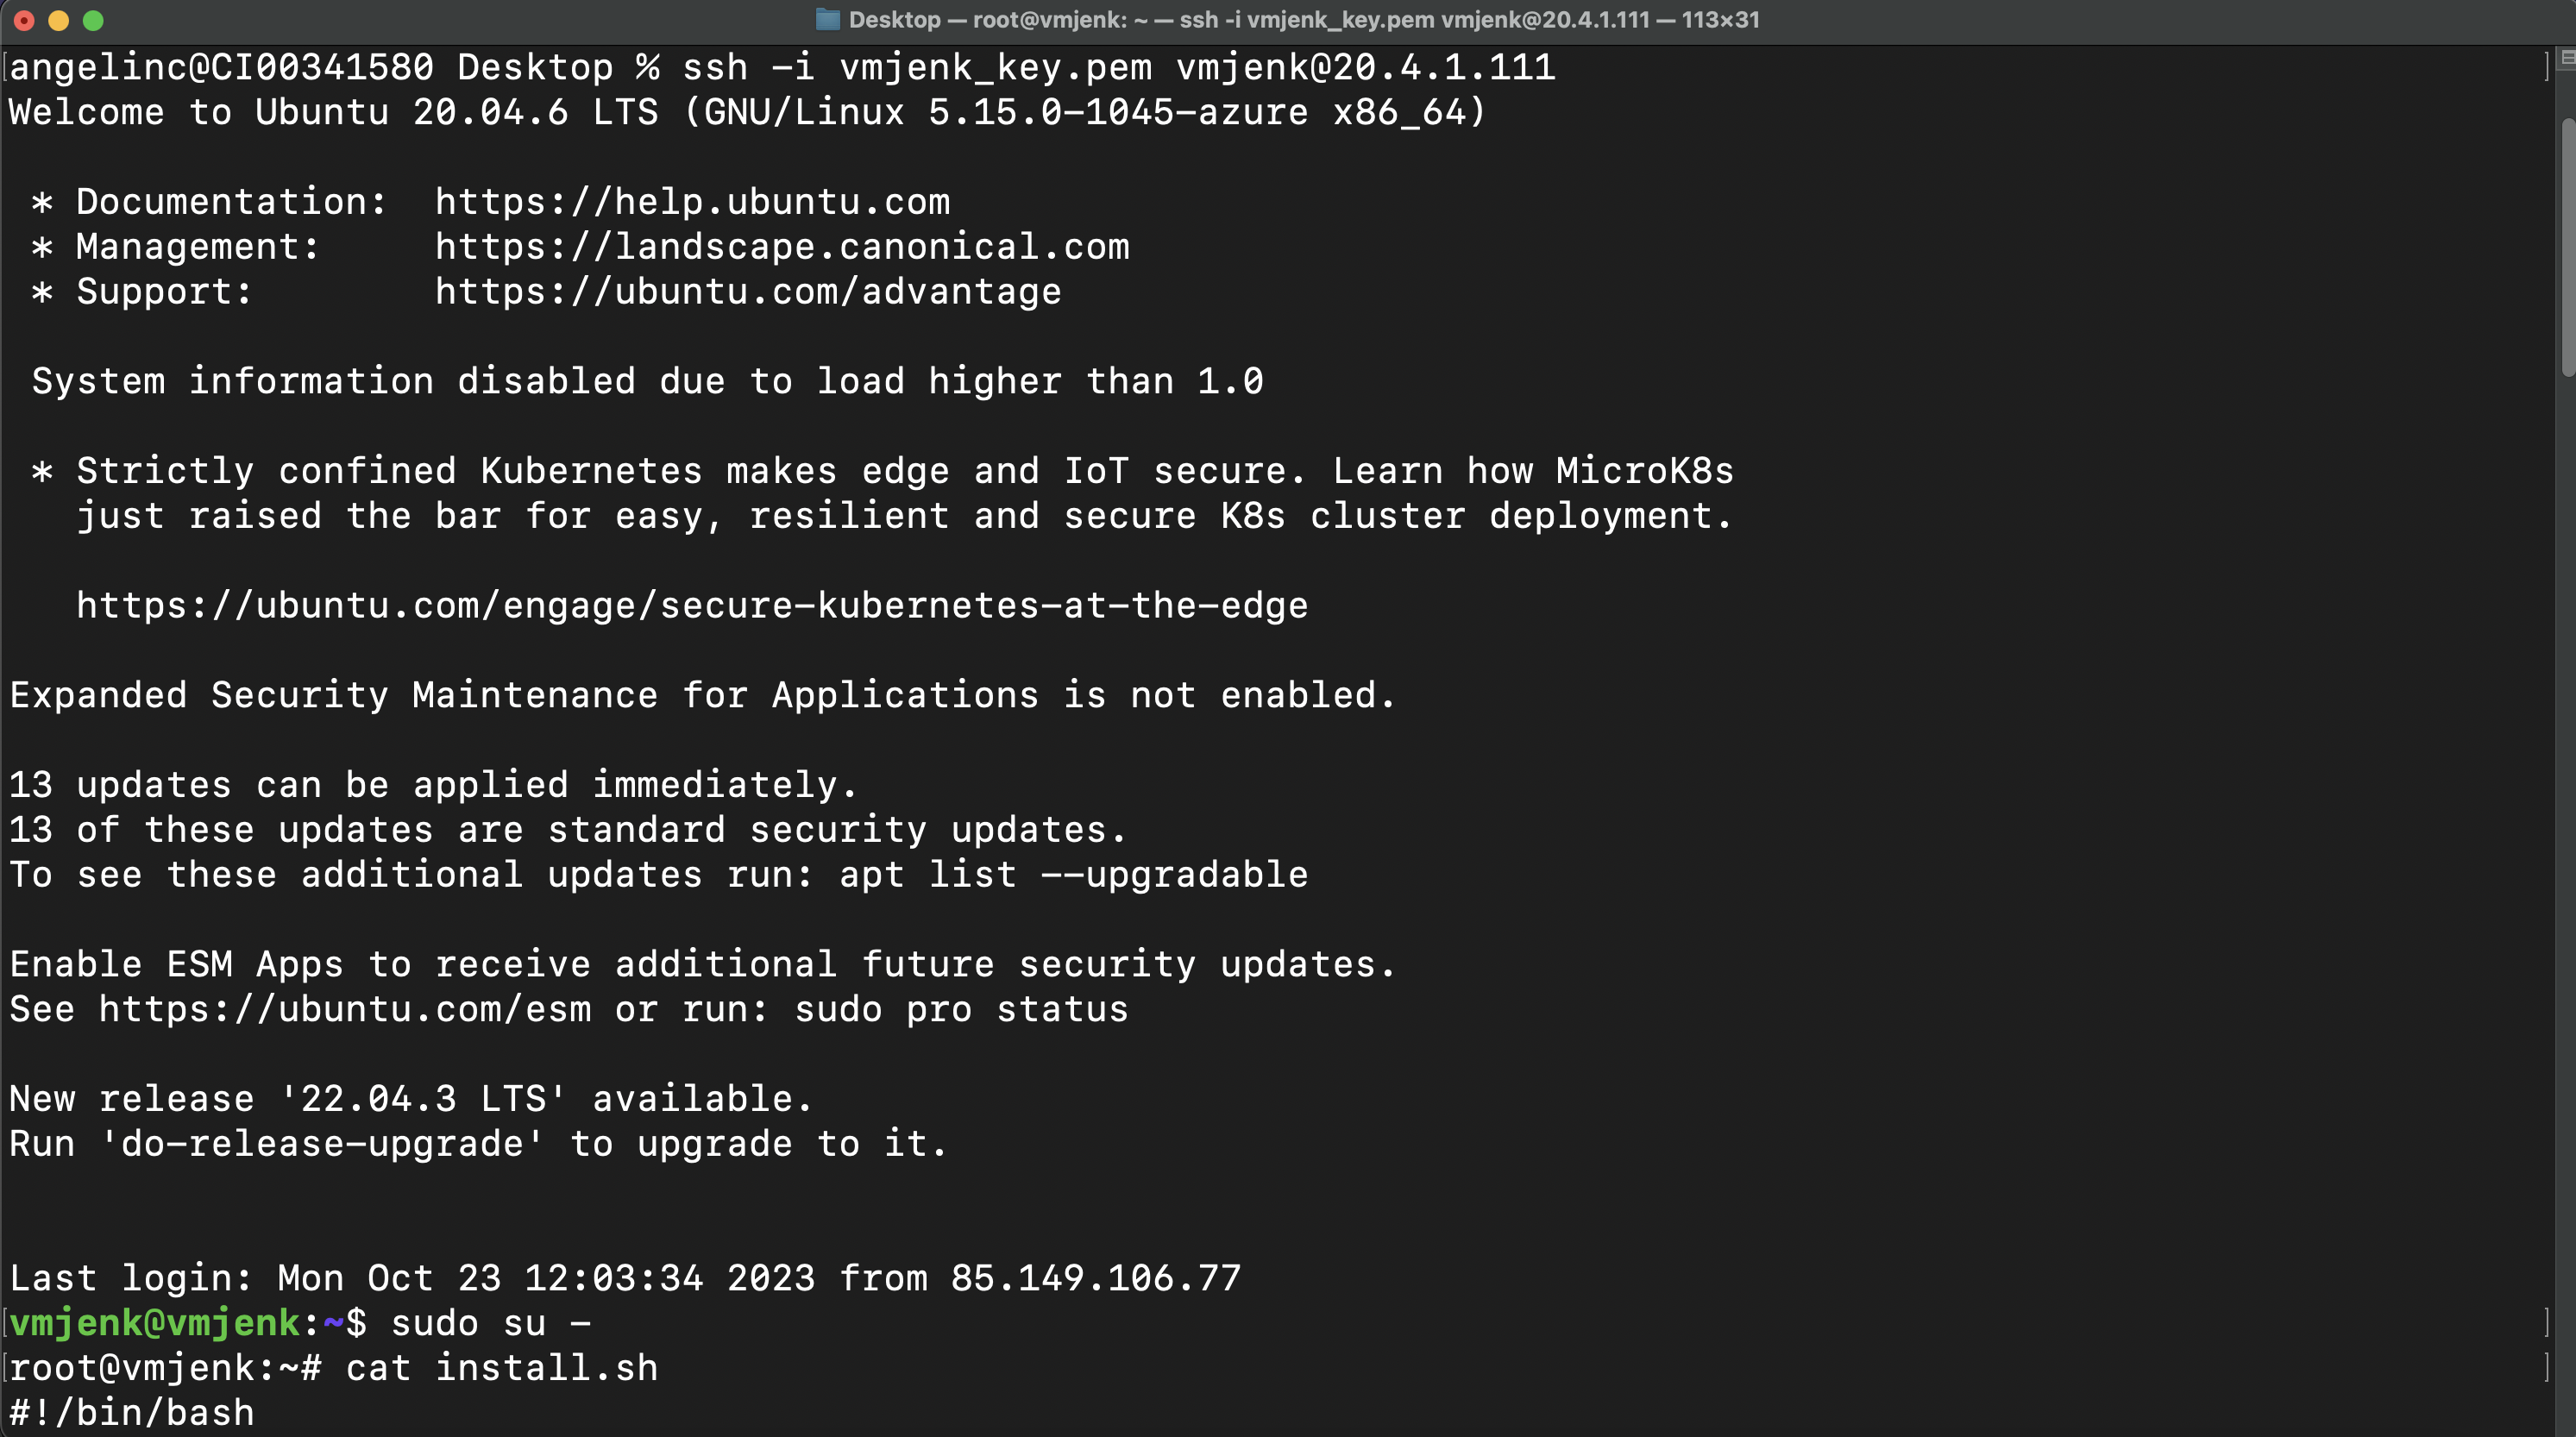 Desktop — root@vmjenk: ~ — ssh -i vmjenk_key.pem vmjenk@20.4.1.111 — 113×31
[angelinc@CI00341580 Desktop % ssh -i vmjenk_key.pem vmjenk@20.4.1.111 ]
Welcome to Ubuntu 20.04.6 LTS (GNU/Linux 5.15.0-1045-azure x86_64)
* Documentation: https://help.ubuntu.com
* Management: https://landscape.canonical.com
* Support: https://ubuntu.com/advantage
System information disabled due to load higher than 1.0
* Strictly confined Kubernetes makes edge and IoT secure. Learn how MicroK8s
just raised the bar for easy, resilient and secure K8s cluster deployment.
https://ubuntu.com/engage/secure-kubernetes-at-the-edge
Expanded Security Maintenance for Applications is not enabled.
13 updates can be applied immediately.
13 of these updates are standard security updates.
To see these additional updates run: apt list --upgradable
Enable ESM Apps to receive additional future security updates.
See https://ubuntu.com/esm or run: sudo pro status
New release '22.04.3 LTS' available.
Run 'do-release-upgrade' to upgrade to it.
Last login: Mon Oct 23 12:03:34 2023 from 85.149.106.77
[vmjenk@vmjenk:~$ sudo su - ]
[root@vmjenk:~# cat install.sh ]
#!/bin/bash